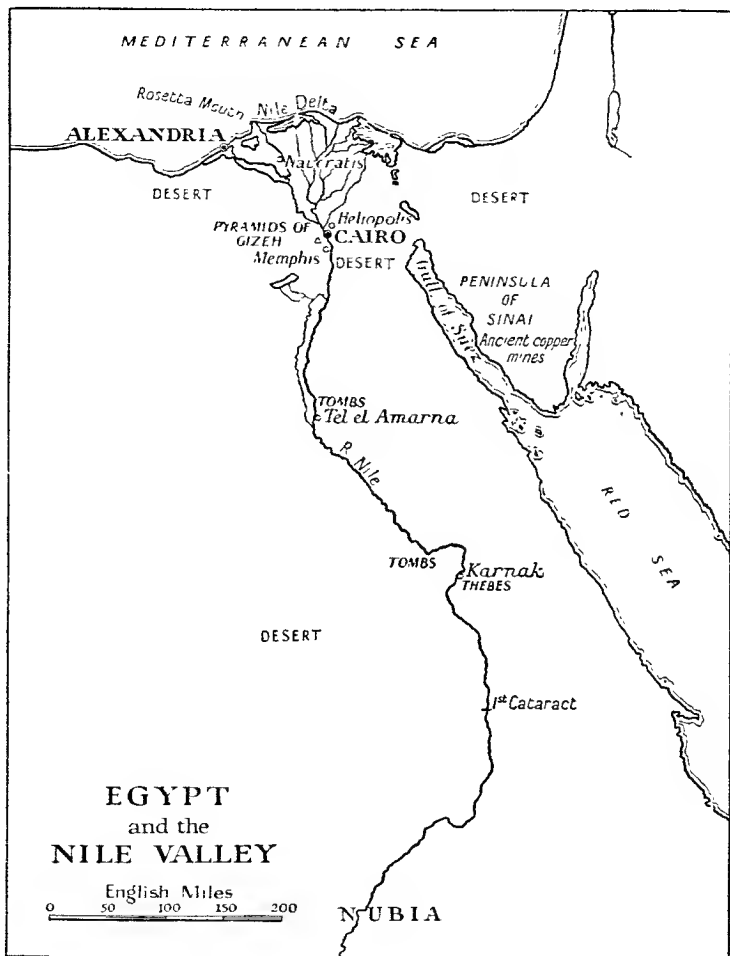 MEDITERRANEAN SEA
Rosetta Mouth
Nile Delta
ALEXANDRIA
Naucratis
DESERT
DESERT
Heliopolis
PYRAMIDS OF
GIZEH
CAIRO
Memphis
DESERT
Gulf of Suez
PENINSULA
OF
SINAI
Ancient copper
mines
TOMBS
Tel el Amarna
R. Nile
RED SEA
TOMBS
Karnak
THEBES
DESERT
1st Cataract
EGYPT
and the
NILE VALLEY
English Miles
0 50 100 150 200
NUBIA